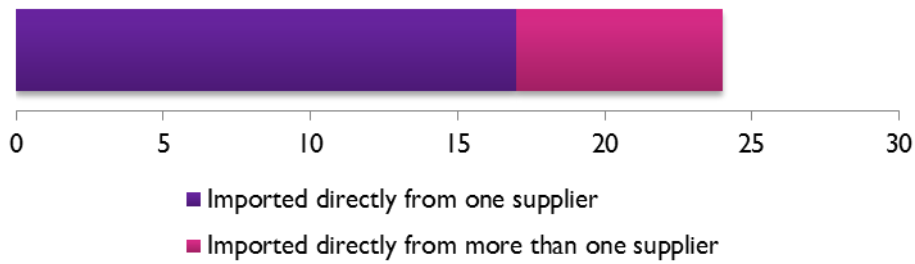 0 5 10 15 20 25 30
Imported directly from one supplier
Imported directly from more than one supplier